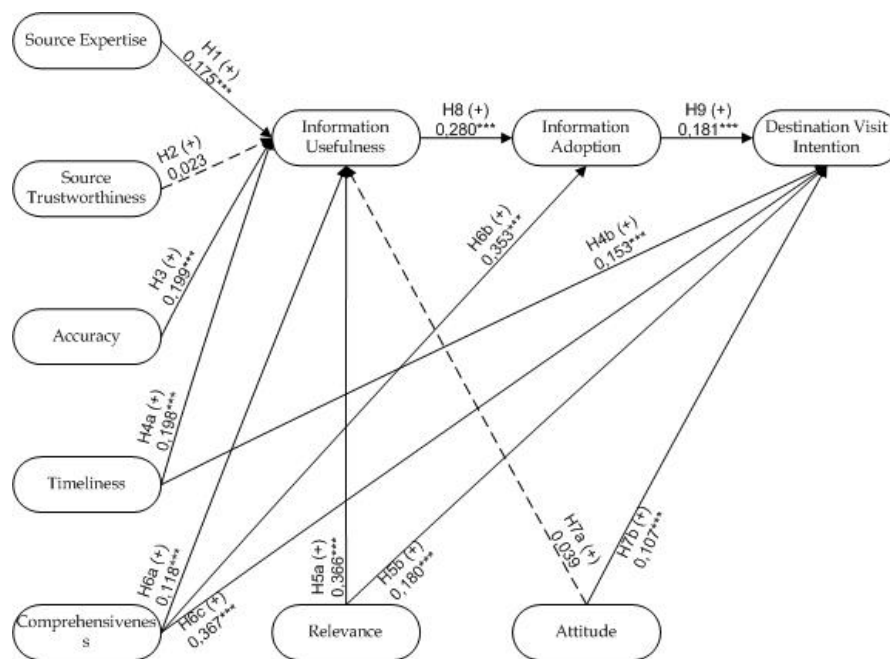 Source Expertise
H1 (+)
0,175***
Information
Usefulness
H8 (+)
0,280***
Information
Adoption
H9 (+)
0,181***
Destination Visit
Intention
Source
Trustworthiness
H2 (+)
0,023
H6b (+)
0,353***
H4b (+)
0,153***
H3 (+)
0,199***
Accuracy
H4a (+)
0,198***
Timeliness
H6a (+)
0,118***
H6c (+)
0,367***
H5a (+)
0,366***
H5b (+)
0,180***
H7a (+)
0,039
H7b (+)
0,107***
Comprehensivenes
s
Relevance
Attitude